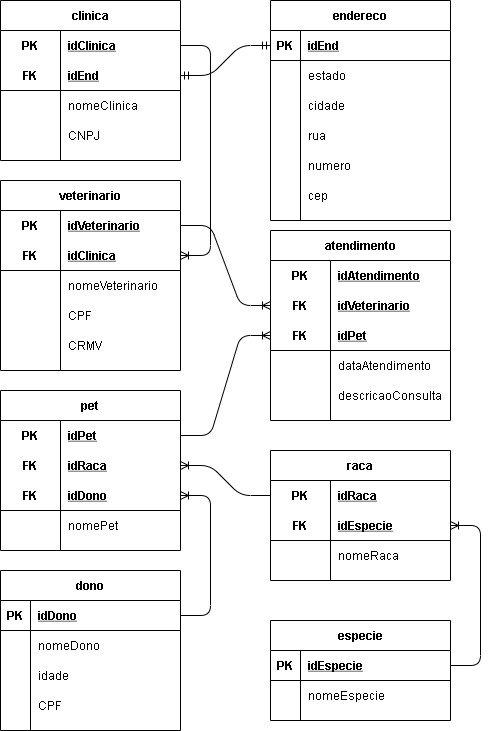 clinica
PK idClinica
FK idEnd
nomeClinica
CNPJ
endereco
PK idEnd
estado
cidade
rua
numero
cep
veterinario
PK idVeterinario
FK idClinica
nomeVeterinario
CPF
CRMV
atendimento
PK idAtendimento
FK idVeterinario
FK idPet
dataAtendimento
descricaoConsulta
pet
PK idPet
FK idRaca
FK idDono
nomePet
raca
PK idRaca
FK idEspecie
nomeRaca
dono
PK idDono
nomeDono
idade
CPF
especie
PK idEspecie
nomeEspecie